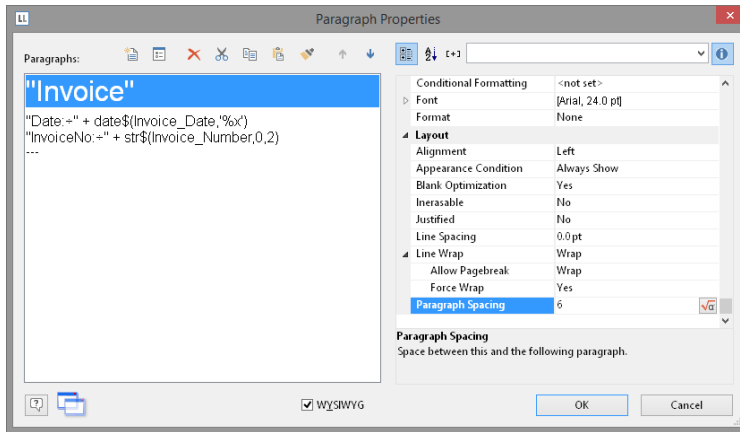 LL Paragraph Properties
Paragraphs:
"Invoice"
"Date:÷" + date$(Invoice_Date,'%x')
"InvoiceNo:÷" + str$(Invoice_Number,0,2)
---
Conditional Formatting <not set>
Font [Arial, 24.0 pt]
Format None
Layout
Alignment Left
Appearance Condition Always Show
Blank Optimization Yes
Inerasable No
Justified No
Line Spacing 0.0 pt
Line Wrap Wrap
Allow Pagebreak Wrap
Force Wrap Yes
Paragraph Spacing 6
Paragraph Spacing
Space between this and the following paragraph.
WYSIWYG
OK Cancel